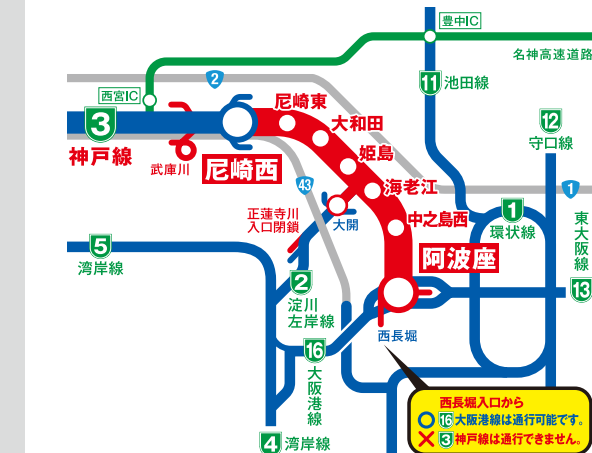 豊中IC
名神高速道路
2
11
池田線
西宮IC
尼崎東
3
大和田
12
神戸線
守口線
武庫川
尼崎西
姫島
43
海老江
1
正蓮寺川
入口閉鎖
大開
中之島西
1
環状線
東大阪線
5
湾岸線
阿波座
2
淀川
左岸線
13
西長堀
16
大阪港線
西長堀入口から
○16大阪港線は通行可能です。
×3神戸線は通行できません。
4
湾岸線